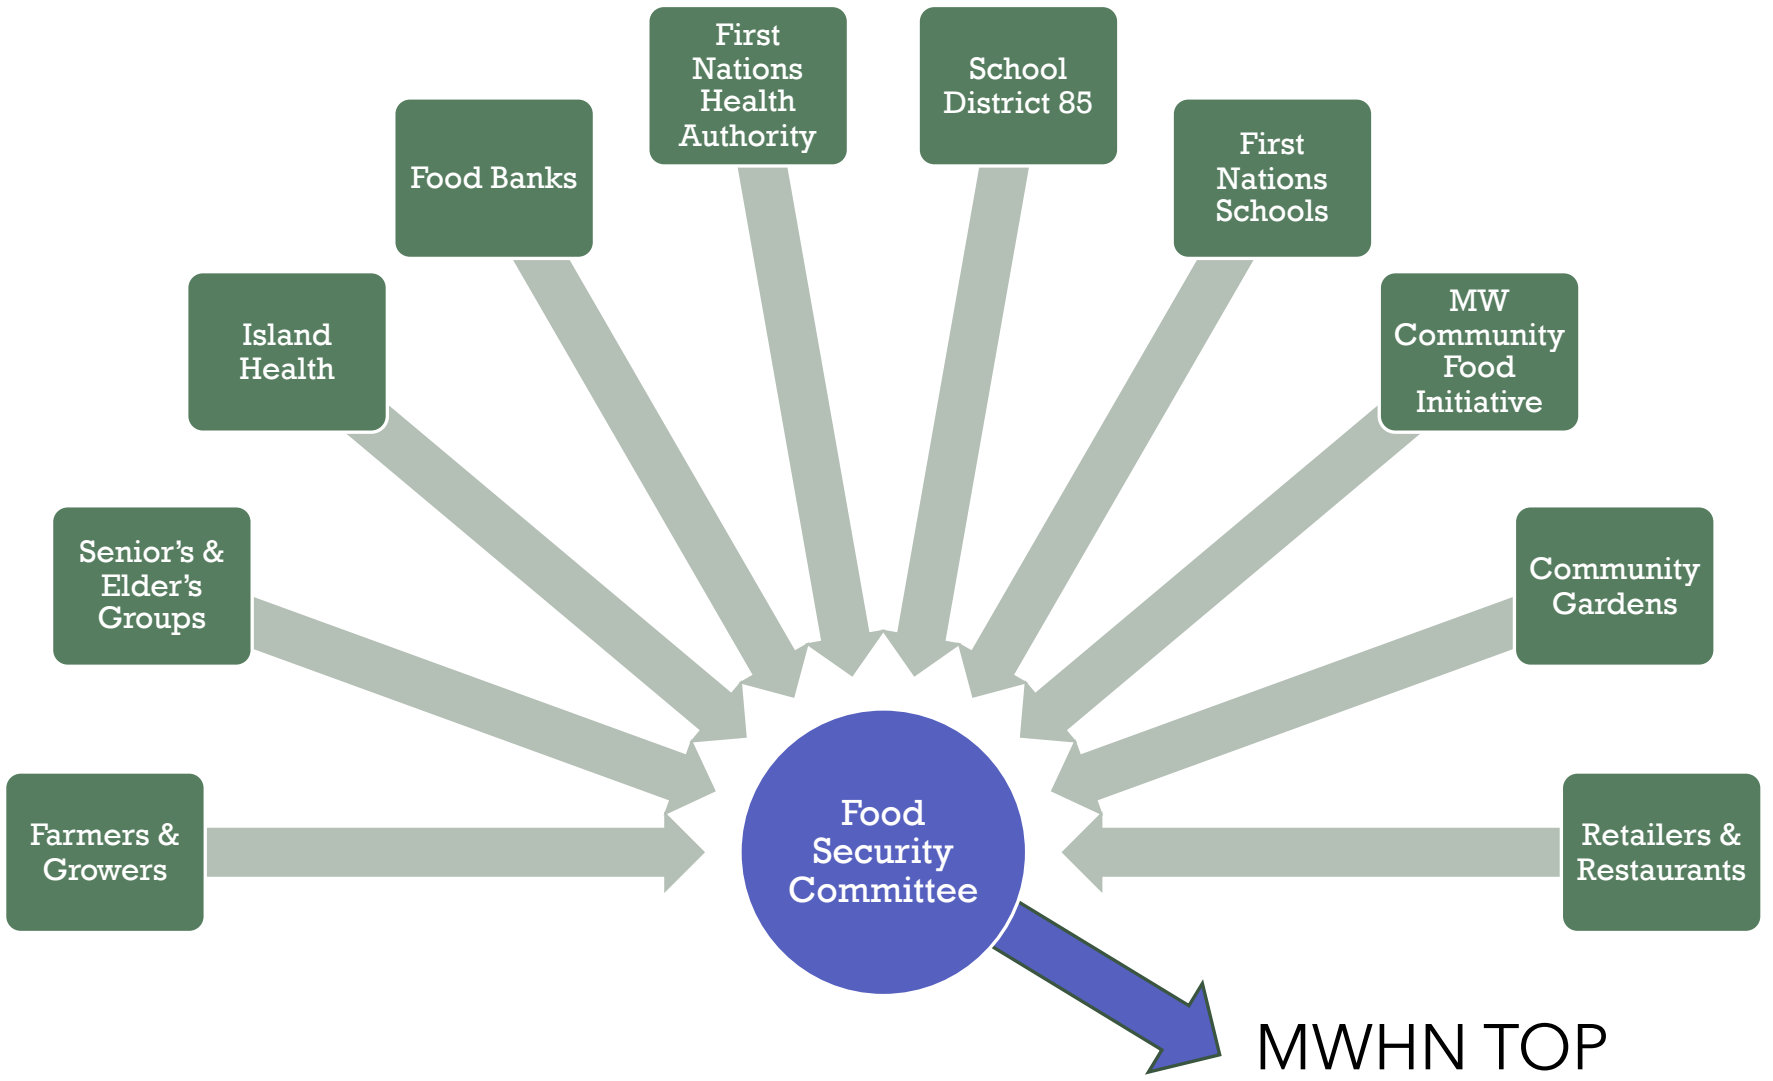 First
Nations
Health
Authority
School
District 85
Food Banks
First
Nations
Schools
Island
Health
MW
Community
Food
Initiative
Senior’s &
Elder’s
Groups
Community
Gardens
Farmers &
Growers
Food
Security
Committee
Retailers &
Restaurants
MWHN TOP